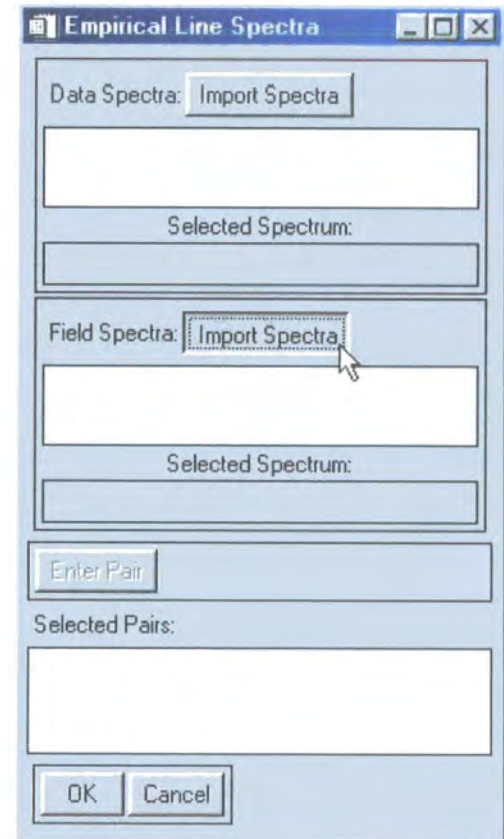 Empirical Line Spectra
Data Spectra: Import Spectra
Selected Spectrum:
Field Spectra: Import Spectra
Selected Spectrum:
Enter Pair
Selected Pairs:
OK Cancel